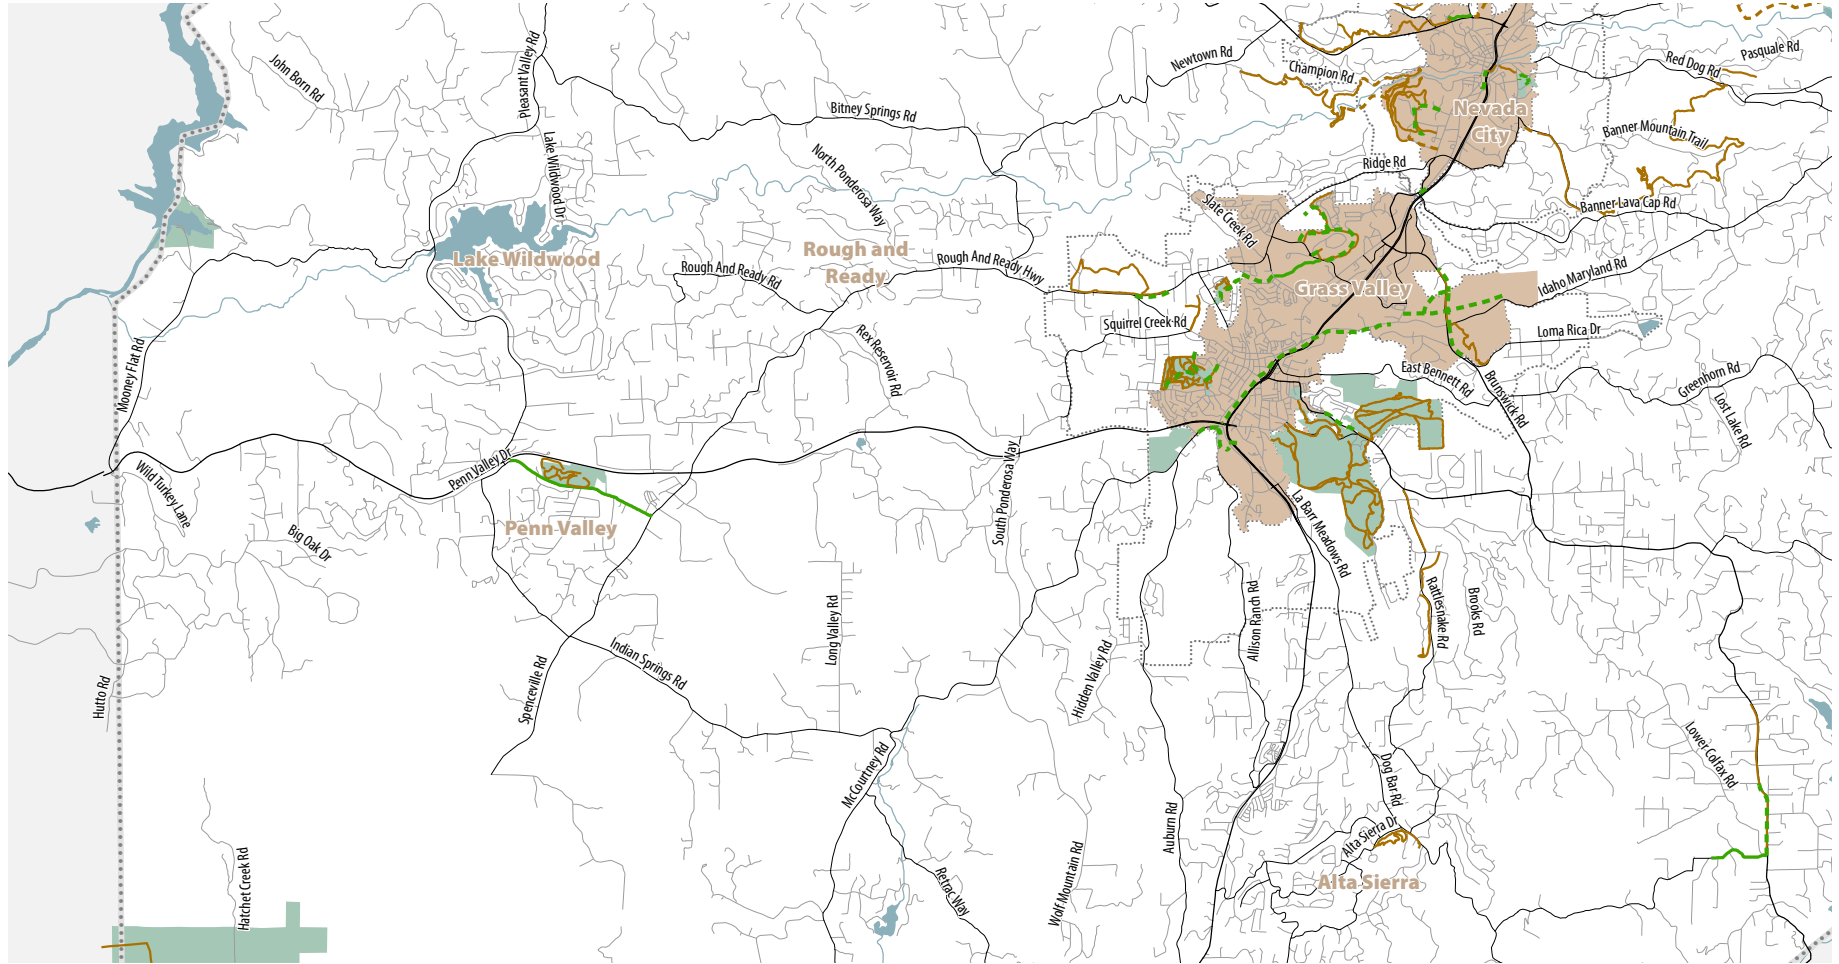 John Born Rd
Pleasant Valley Rd
Newtown Rd
Champion Rd
Pasquale Rd
Red Dog Rd
Bitney Springs Rd
Nevada
City
Banner Mountain Trail
Lake Wildwood Dr
North Ponderosa Way
Ridge Rd
Slate Creek Rd
Banner Lava Cap Rd
Lake Wildwood
Rough and
Ready
Rough And Ready Rd
Rough And Ready Hwy
Grass Valley
Idaho Maryland Rd
Squirrel Creek Rd
Loma Rica Dr
Mooney Flat Rd
Rex Reservoir Rd
East Bennett Rd
Brunswick Rd
Greenhorn Rd
Lost Lake Rd
Penn Valley Dr
Wild Turkey Lane
Big Oak Dr
Penn Valley
South Ponderosa Way
La Barr Meadows Rd
Rattlesnake Rd
Brooks Rd
Allison Ranch Rd
Long Valley Rd
Indian Springs Rd
Hidden Valley Rd
Hutto Rd
Spenceville Rd
McCourtney Rd
Lower Colfax Rd
Dog Bar Rd
Auburn Rd
Alta Sierra Dr
Alta Sierra
Hatchet Creek Rd
Retrac Way
Wolf Mountain Rd